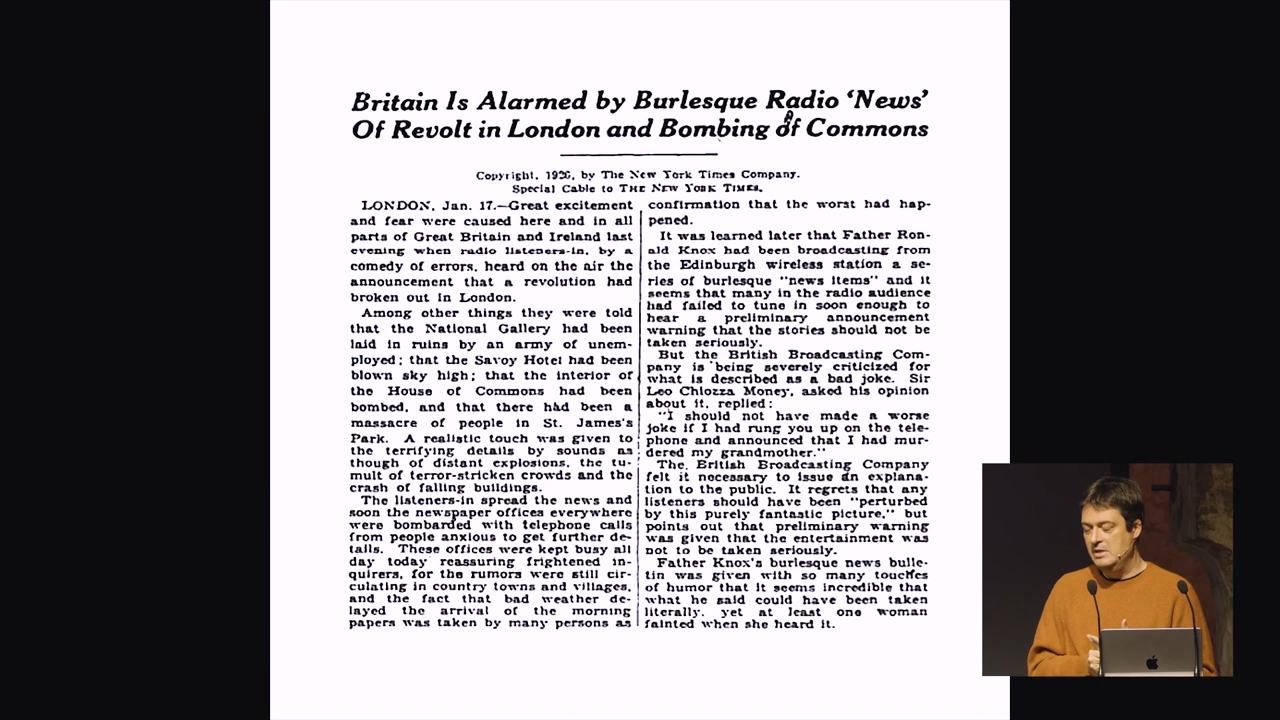 Britain Is Alarmed by Burlesque Radio ‘News’
Of Revolt in London and Bombing of Commons
Copyright, 1926, by The New York Times Company.
Special Cable to THE NEW YORK TIMES.
LONDON, Jan. 17.—Great excitement
and fear were caused here and in all
parts of Great Britain and Ireland last
evening when radio listeners-in, by a
comedy of errors, heard on the air the
announcement that a revolution had
broken out in London.
Among other things they were told
that the National Gallery had been
laid in ruins by an army of unem-
ployed; that the Savoy Hotel had been
blown sky high; that the interior of
the House of Commons had been
bombed, and that there had been a
massacre of people in St. James's
Park. A realistic touch was given to
the terrifying details by sounds as
though of distant explosions, the tu-
mult of terror-stricken crowds and the
crash of falling buildings.
The listeners-in spread the news and
soon the newspaper offices everywhere
were bombarded with telephone calls
from people anxious to get further de-
tails. These offices were kept busy all
day today reassuring frightened in-
quirers, for the rumors were still cir-
culating in country towns and villages,
and the fact that bad weather de-
layed the arrival of the morning
papers was taken by many persons as
confirmation that the worst had hap-
pened.
It was learned later that Father Ron-
ald Knox had been broadcasting from
the Edinburgh wireless station a se-
ries of burlesque "news items" and it
seems that many in the radio audience
had failed to tune in soon enough to
hear a preliminary announcement
warning that the stories should not be
taken seriously.
But the British Broadcasting Com-
pany is being severely criticized for
what is described as a bad joke. Sir
Leo Chiozza Money, asked his opinion
about it, replied:
"I should not have made a worse
joke if I had rung you up on the tele-
phone and announced that I had mur-
dered my grandmother."
The British Broadcasting Company
felt it necessary to issue an explana-
tion to the public. It regrets that any
listeners should have been "perturbed
by this purely fantastic picture," but
points out that preliminary warning
was given that the entertainment was
not to be taken seriously.
Father Knox's burlesque news bulle-
tin was given with so many touches
of humor that it seems incredible that
what he said could have been taken
literally, yet at least one woman
fainted when she heard it.